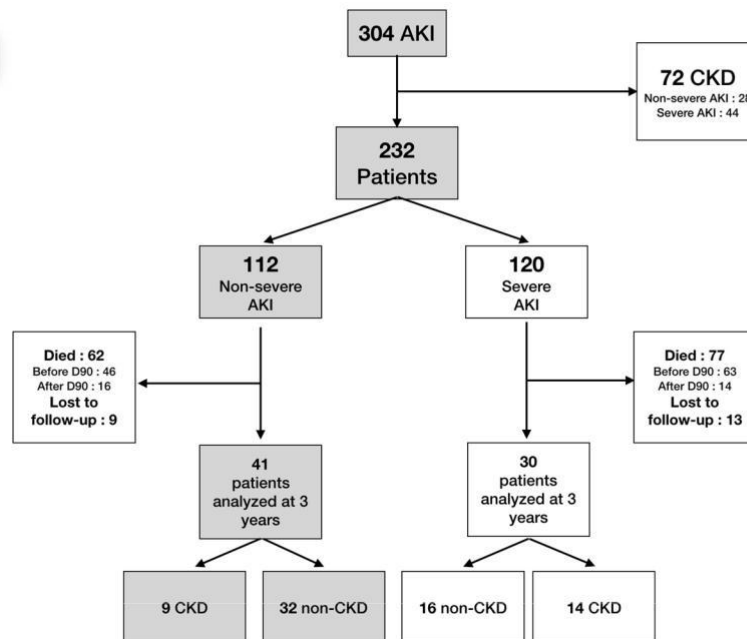 304 AKI
72 CKD
Non-severe AKI : 28
Severe AKI : 44
232
Patients
112
Non-severe
AKI
120
Severe
AKI
Died : 62
Before D90 : 46
After D90 : 16
Lost to
follow-up : 9
Died : 77
Before D90 : 63
After D90 : 14
Lost to
follow-up : 13
41
patients
analyzed at 3
years
30
patients
analyzed at 3
years
9 CKD
32 non-CKD
16 non-CKD
14 CKD